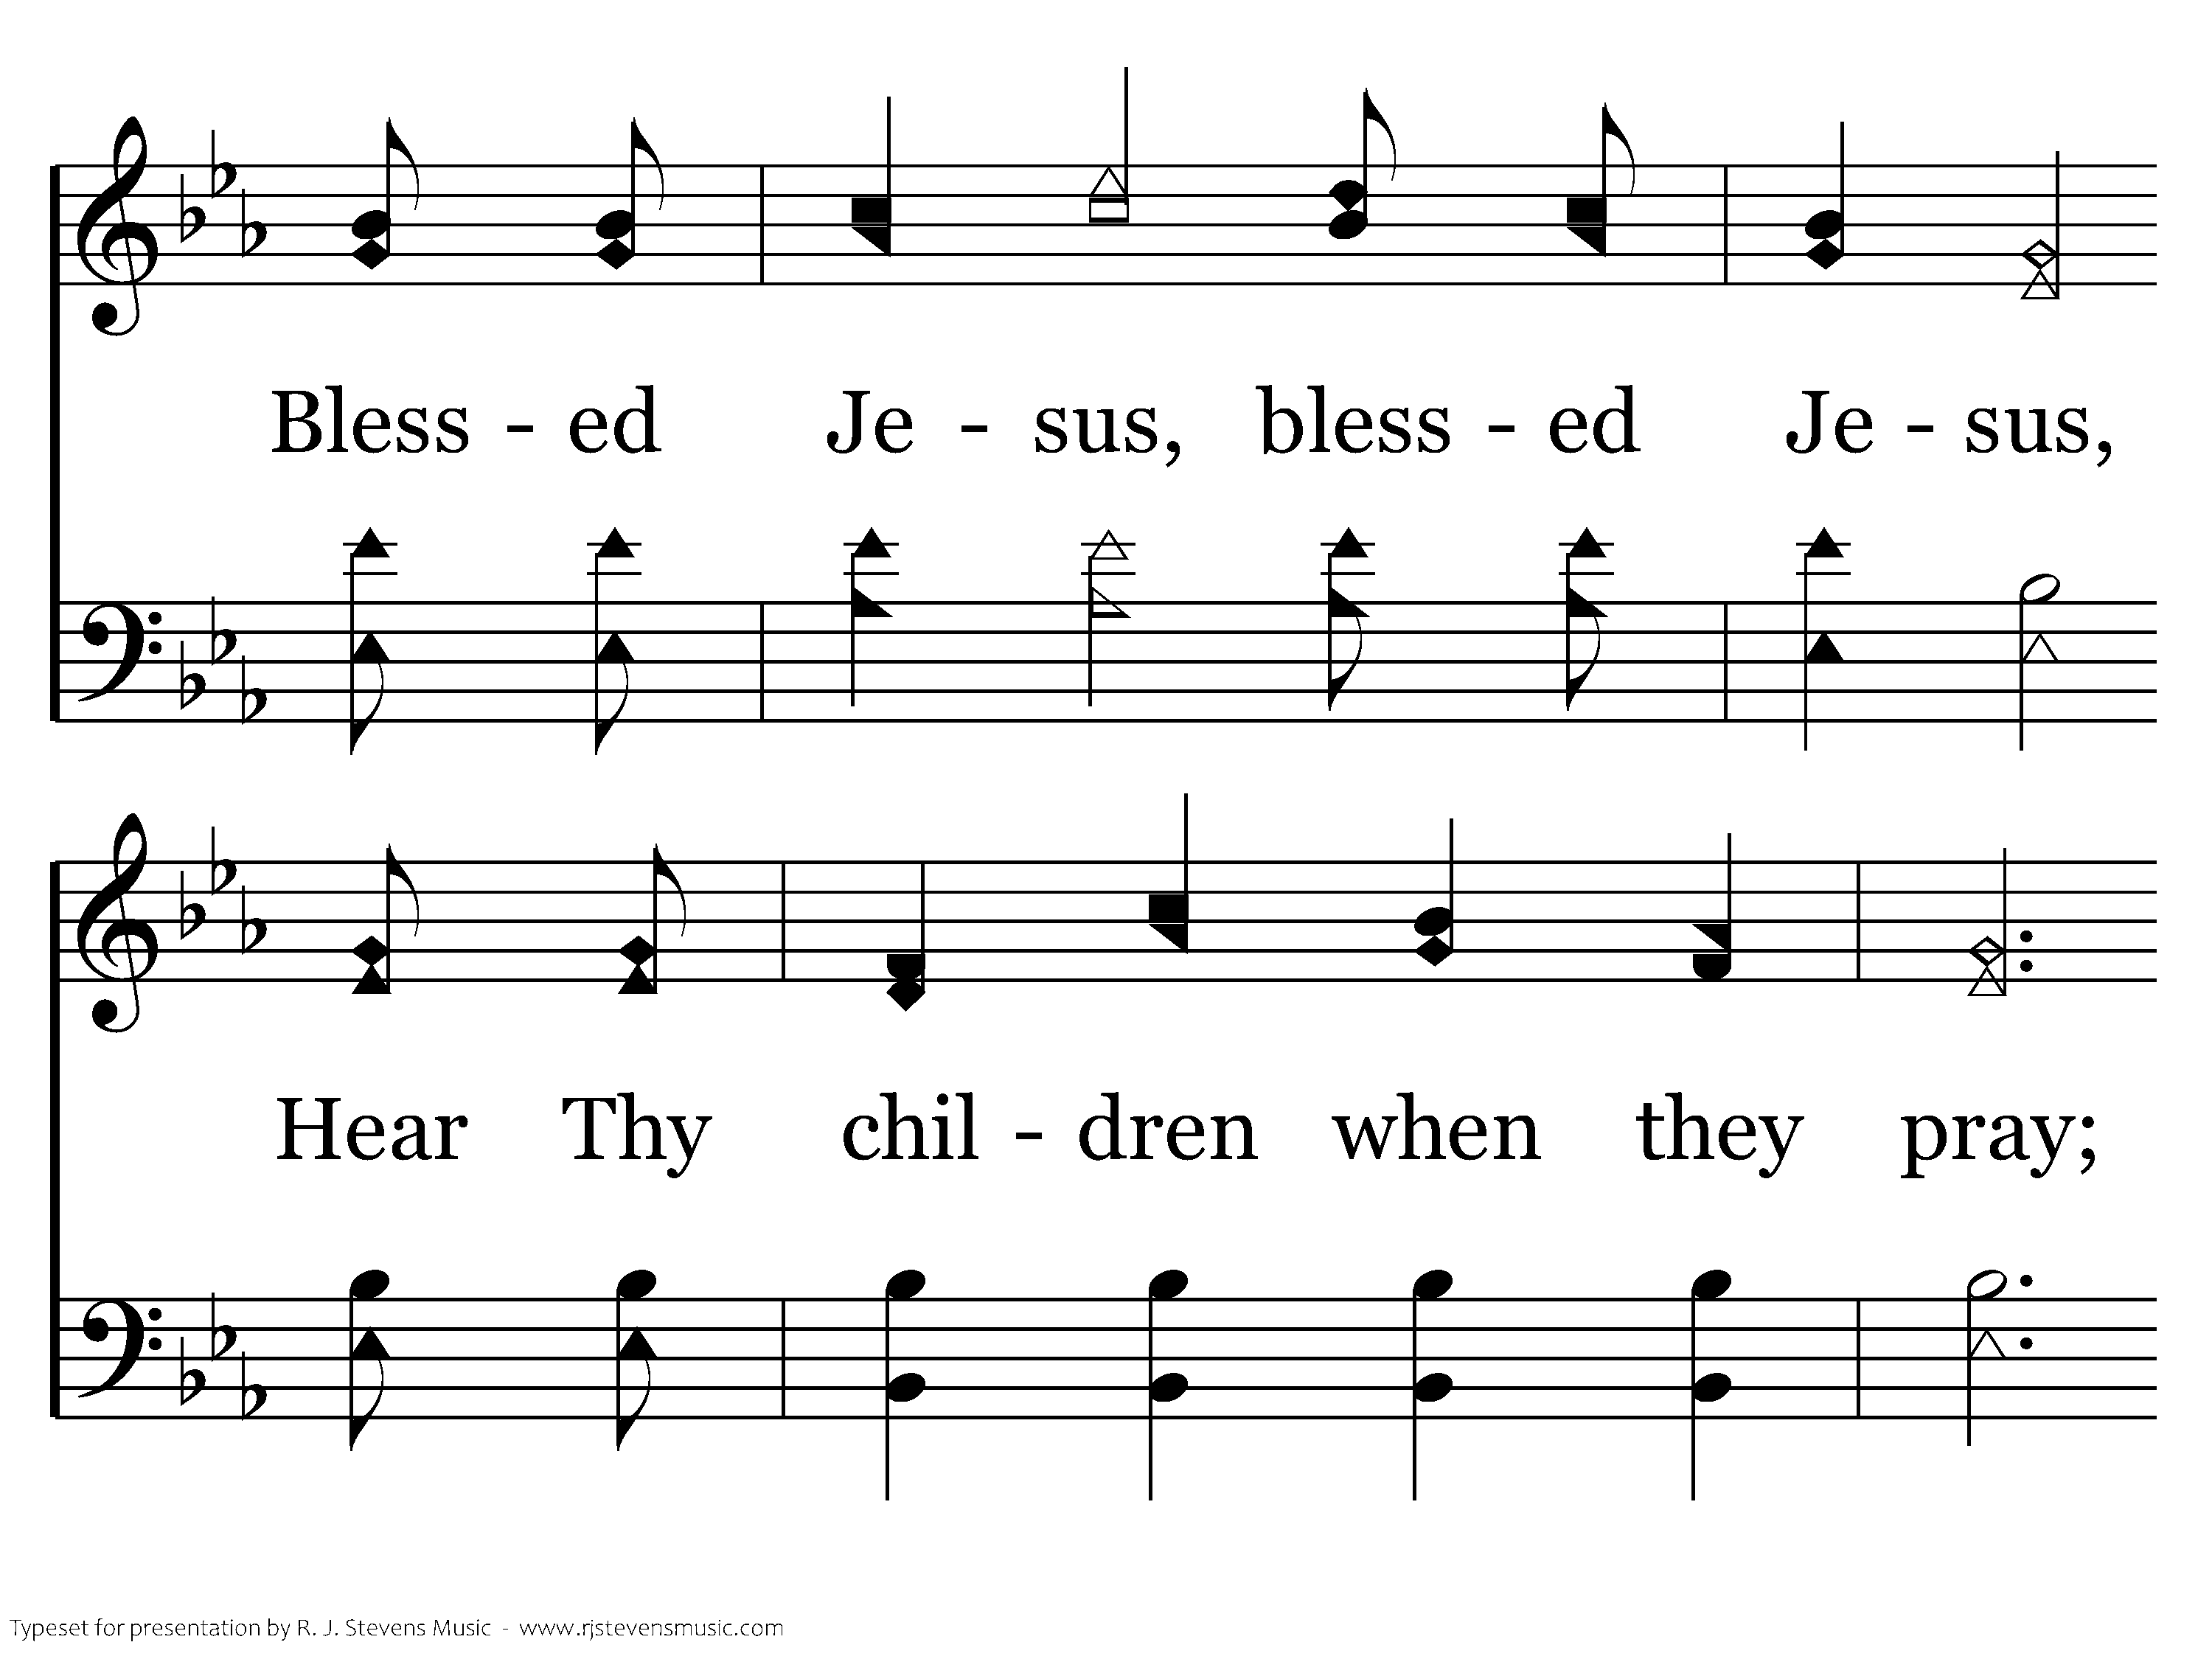 Bless - ed Je - sus, bless - ed Je - sus,
Hear Thy chil - dren when they pray;
Typeset for presentation by R. J. Stevens Music - www.rjstevensmusic.com